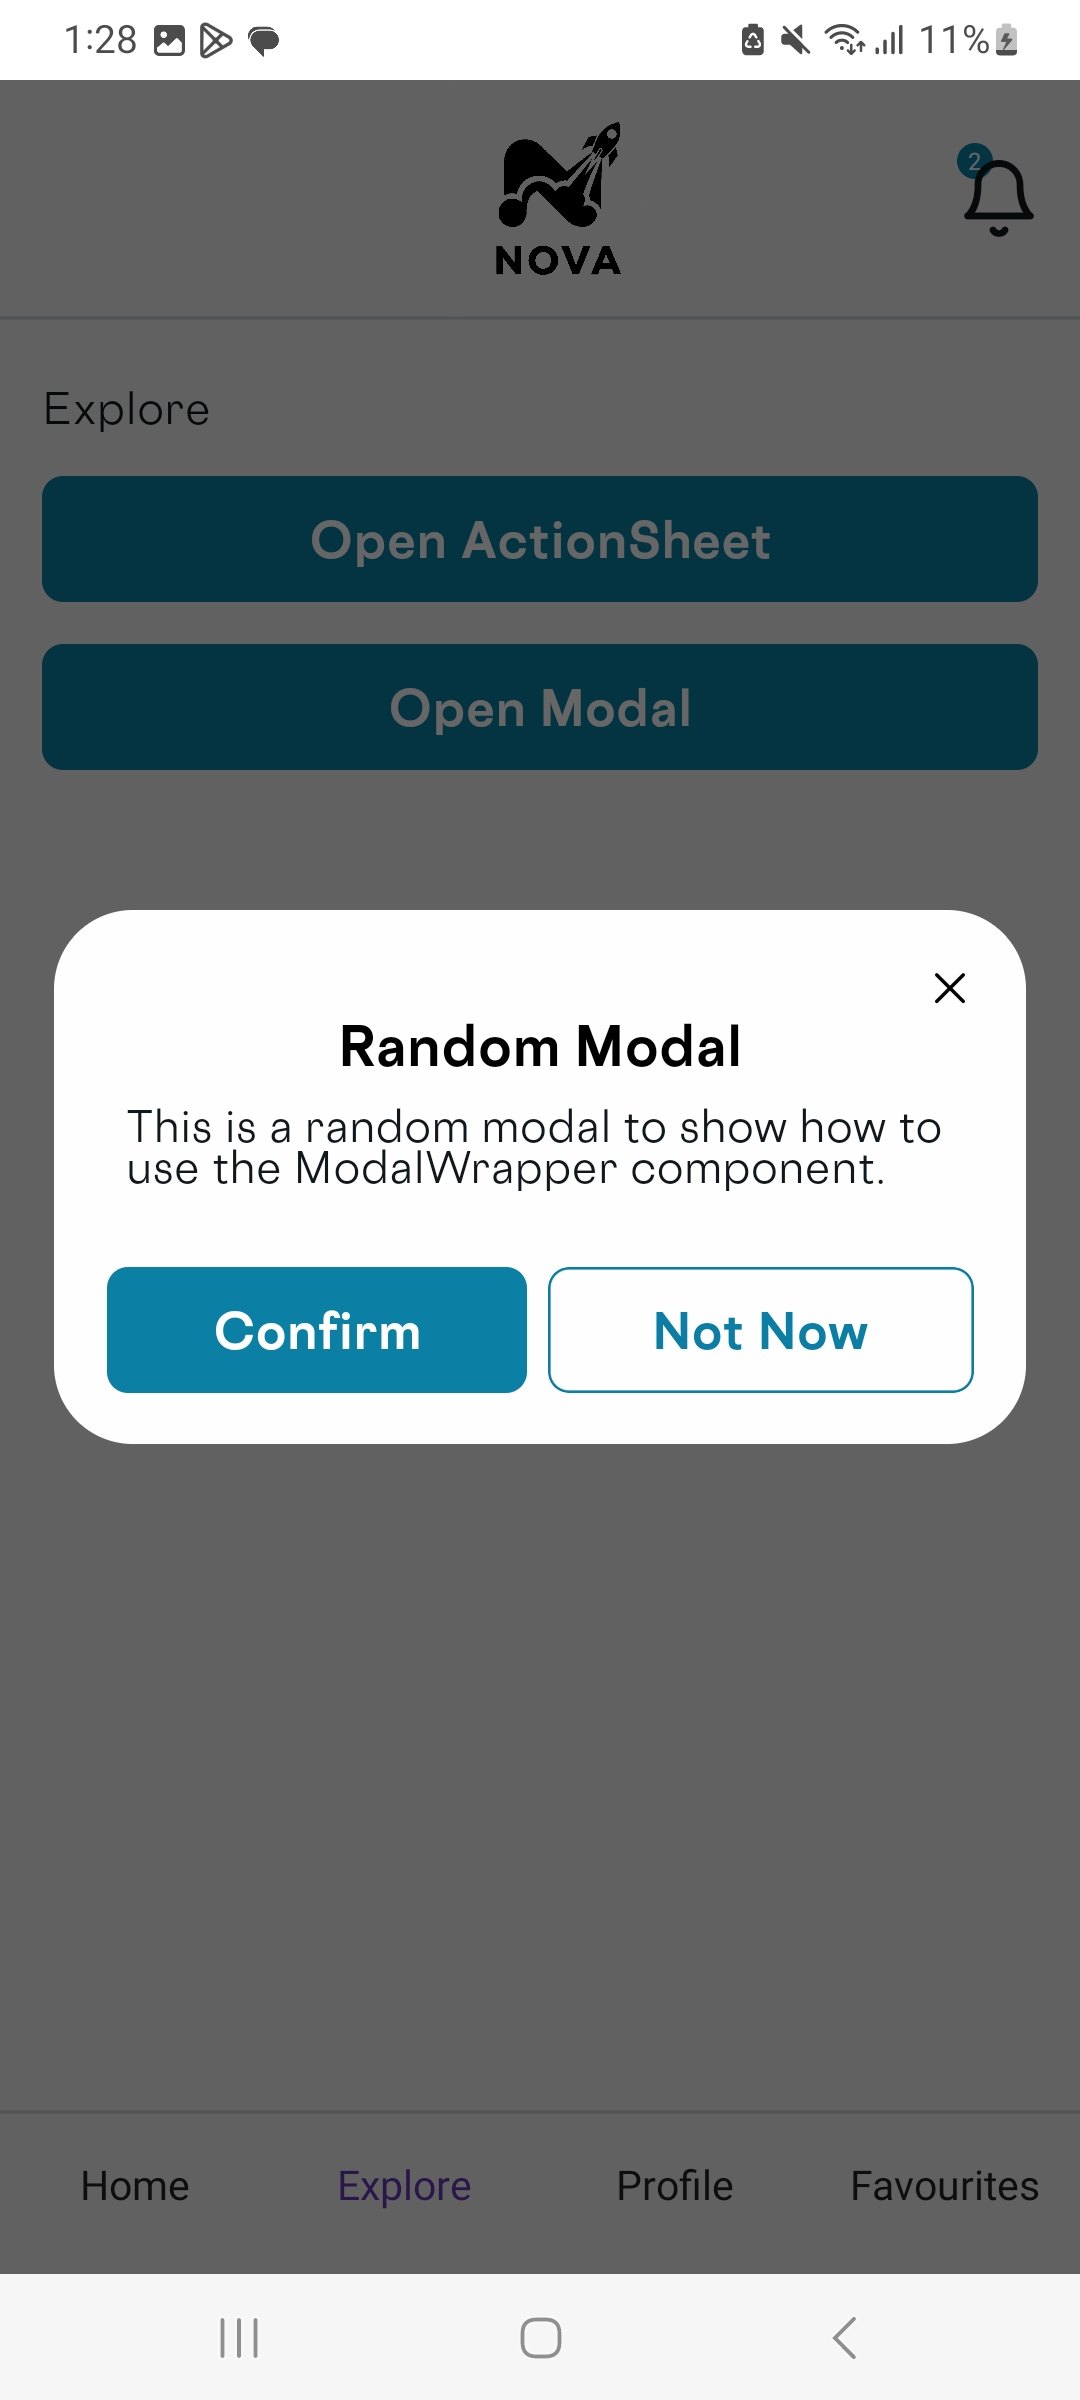 1:28
11%
2
NOVA
Explore
Open ActionSheet
Open Modal
Random Modal
This is a random modal to show how to
use the ModalWrapper component.
Confirm
Not Now
Home
Explore
Profile
Favourites